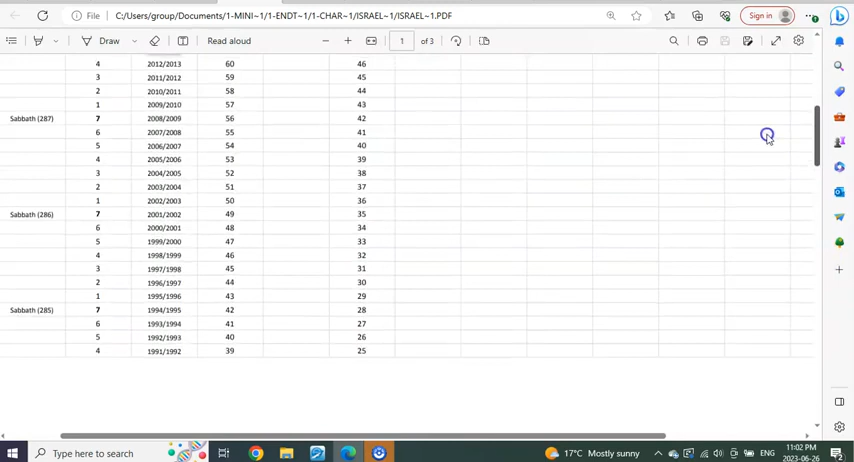 File C:/Users/group/Documents/1-MINI~1/1-ENDT~1/1-CHAR~1/ISRAEL~1/ISRAEL~1.PDF Sign in
Draw Read aloud 1 of 3
4 2012/2013 60 46
3 2011/2012 59 45
2 2010/2011 58 44
1 2009/2010 57 43
Sabbath (287) 7 2008/2009 56 42
6 2007/2008 55 41
5 2006/2007 54 40
4 2005/2006 53 39
3 2004/2005 52 38
2 2003/2004 51 37
1 2002/2003 50 36
Sabbath (286) 7 2001/2002 49 35
6 2000/2001 48 34
5 1999/2000 47 33
4 1998/1999 46 32
3 1997/1998 45 31
2 1996/1997 44 30
1 1995/1996 43 29
Sabbath (285) 7 1994/1995 42 28
6 1993/1994 41 27
5 1992/1993 40 26
4 1991/1992 39 25
Type here to search 17°C Mostly sunny ENG 11:02 PM
2023-06-26 2